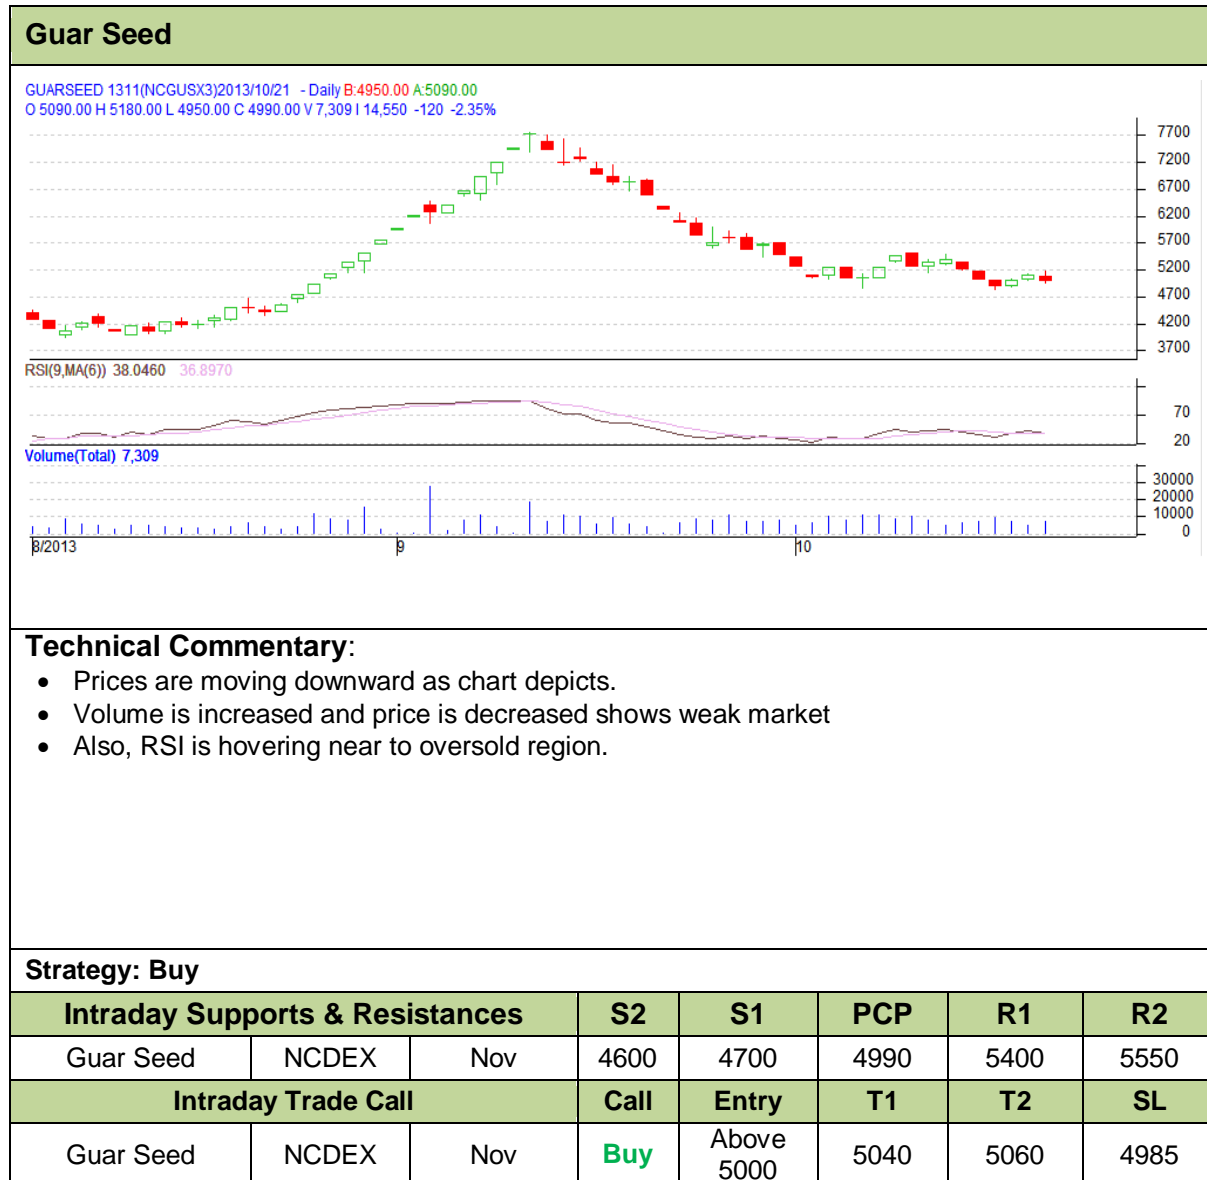 Guar Seed
GUARSEED 1311(NCGUSX3)2013/10/21 - Daily B:4950.00 A:5090.00
O 5090.00 H 5180.00 L 4950.00 C 4990.00 V 7,309 I 14,550 -120 -2.35%
7700
7200
6700
6200
5700
5200
4700
4200
3700
RSI(9,MA(6)) 38.0460 36.8970
70
20
Volume(Total) 7,309
30000
20000
10000
0
8/2013 9 10
Technical Commentary:
• Prices are moving downward as chart depicts.
• Volume is increased and price is decreased shows weak market
• Also, RSI is hovering near to oversold region.
Strategy: Buy
Intraday Supports & Resistances S2 S1 PCP R1 R2
Guar Seed NCDEX Nov 4600 4700 4990 5400 5550
Intraday Trade Call Call Entry T1 T2 SL
Guar Seed NCDEX Nov Buy Above 5000 5040 5060 4985